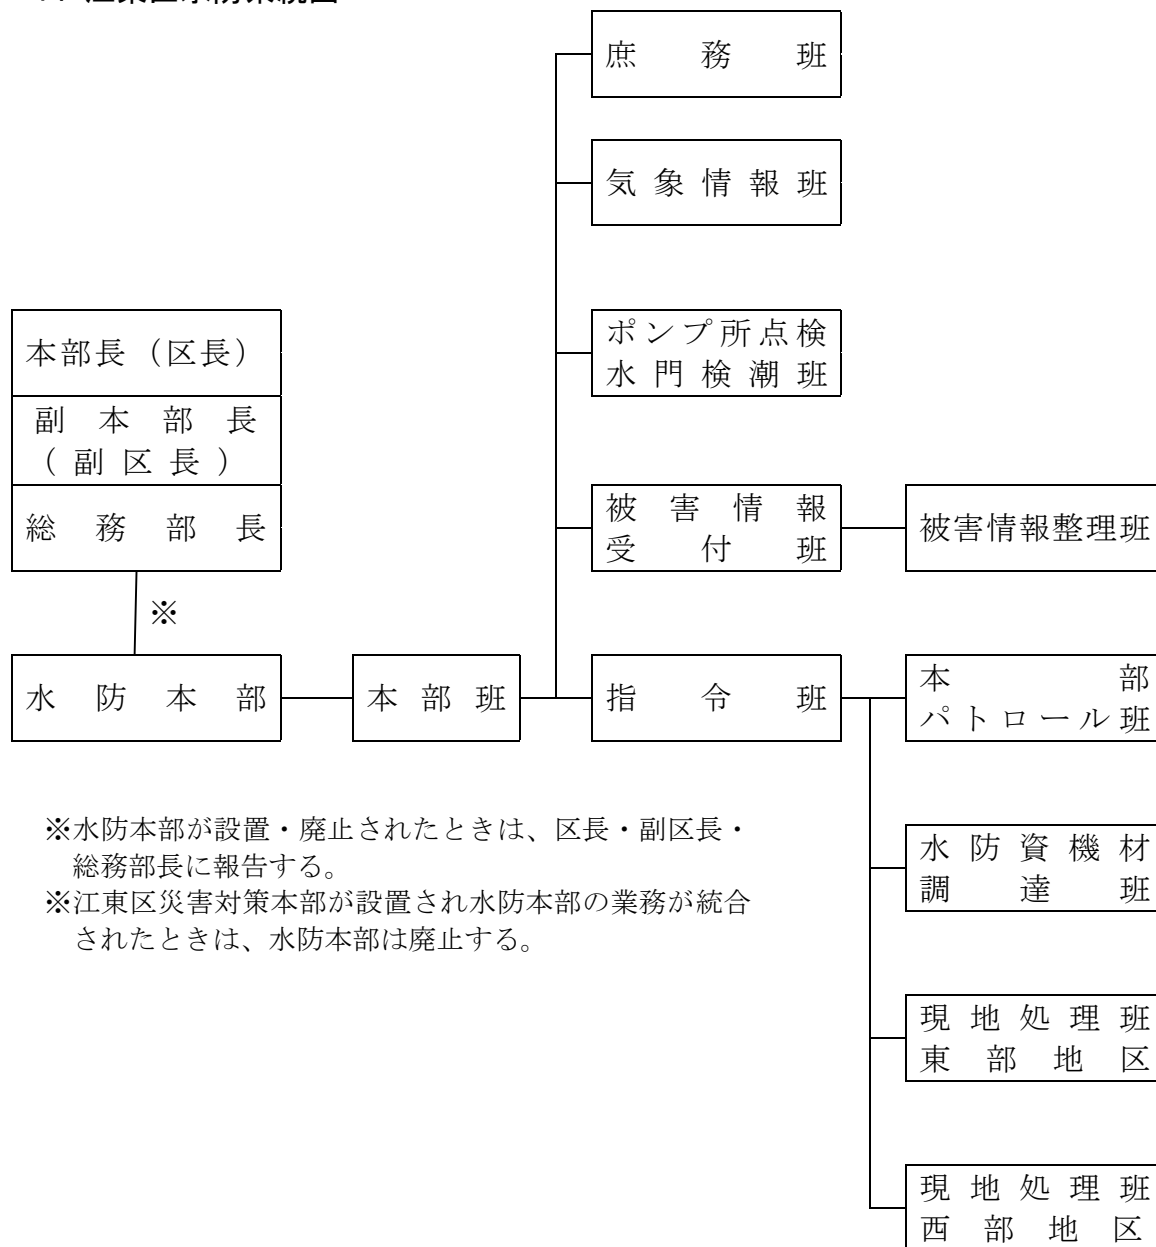 庶務班
気象情報班
ポンプ所点検
水門検潮班
本部長（区長）
副本部長
（副区長）
総務部長
被害情報
受付班
被害情報整理班
※
水防本部
本部班
指令班
本部
パトロール班
※水防本部が設置・廃止されたときは、区長・副区長・
総務部長に報告する。
※江東区災害対策本部が設置され水防本部の業務が統合
されたときは、水防本部は廃止する。
水防資機材
調達班
現地処理班
東部地区
現地処理班
西部地区